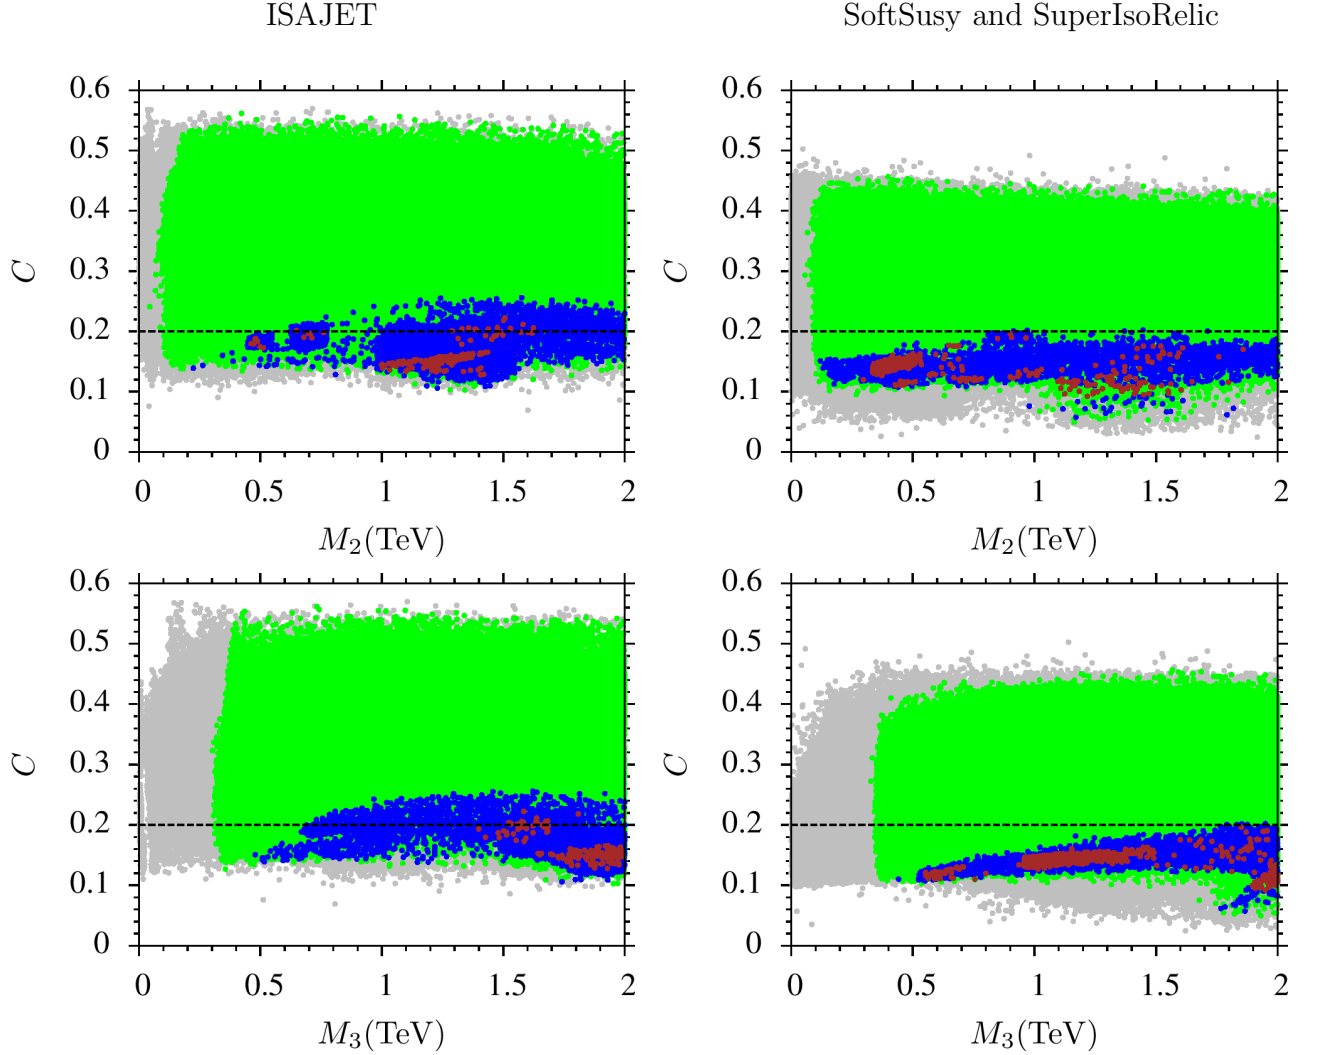 ISAJET SoftSusy and SuperIsoRelic
0.6 0.6
0.5 0.5
0.4 0.4
C 0.3 C 0.3
0.2 0.2
0.1 0.1
0 0
0 0.5 1 1.5 2 0 0.5 1 1.5 2
M₂(TeV) M₂(TeV)
0.6 0.6
0.5 0.5
0.4 0.4
C 0.3 C 0.3
0.2 0.2
0.1 0.1
0 0
0 0.5 1 1.5 2 0 0.5 1 1.5 2
M₃(TeV) M₃(TeV)